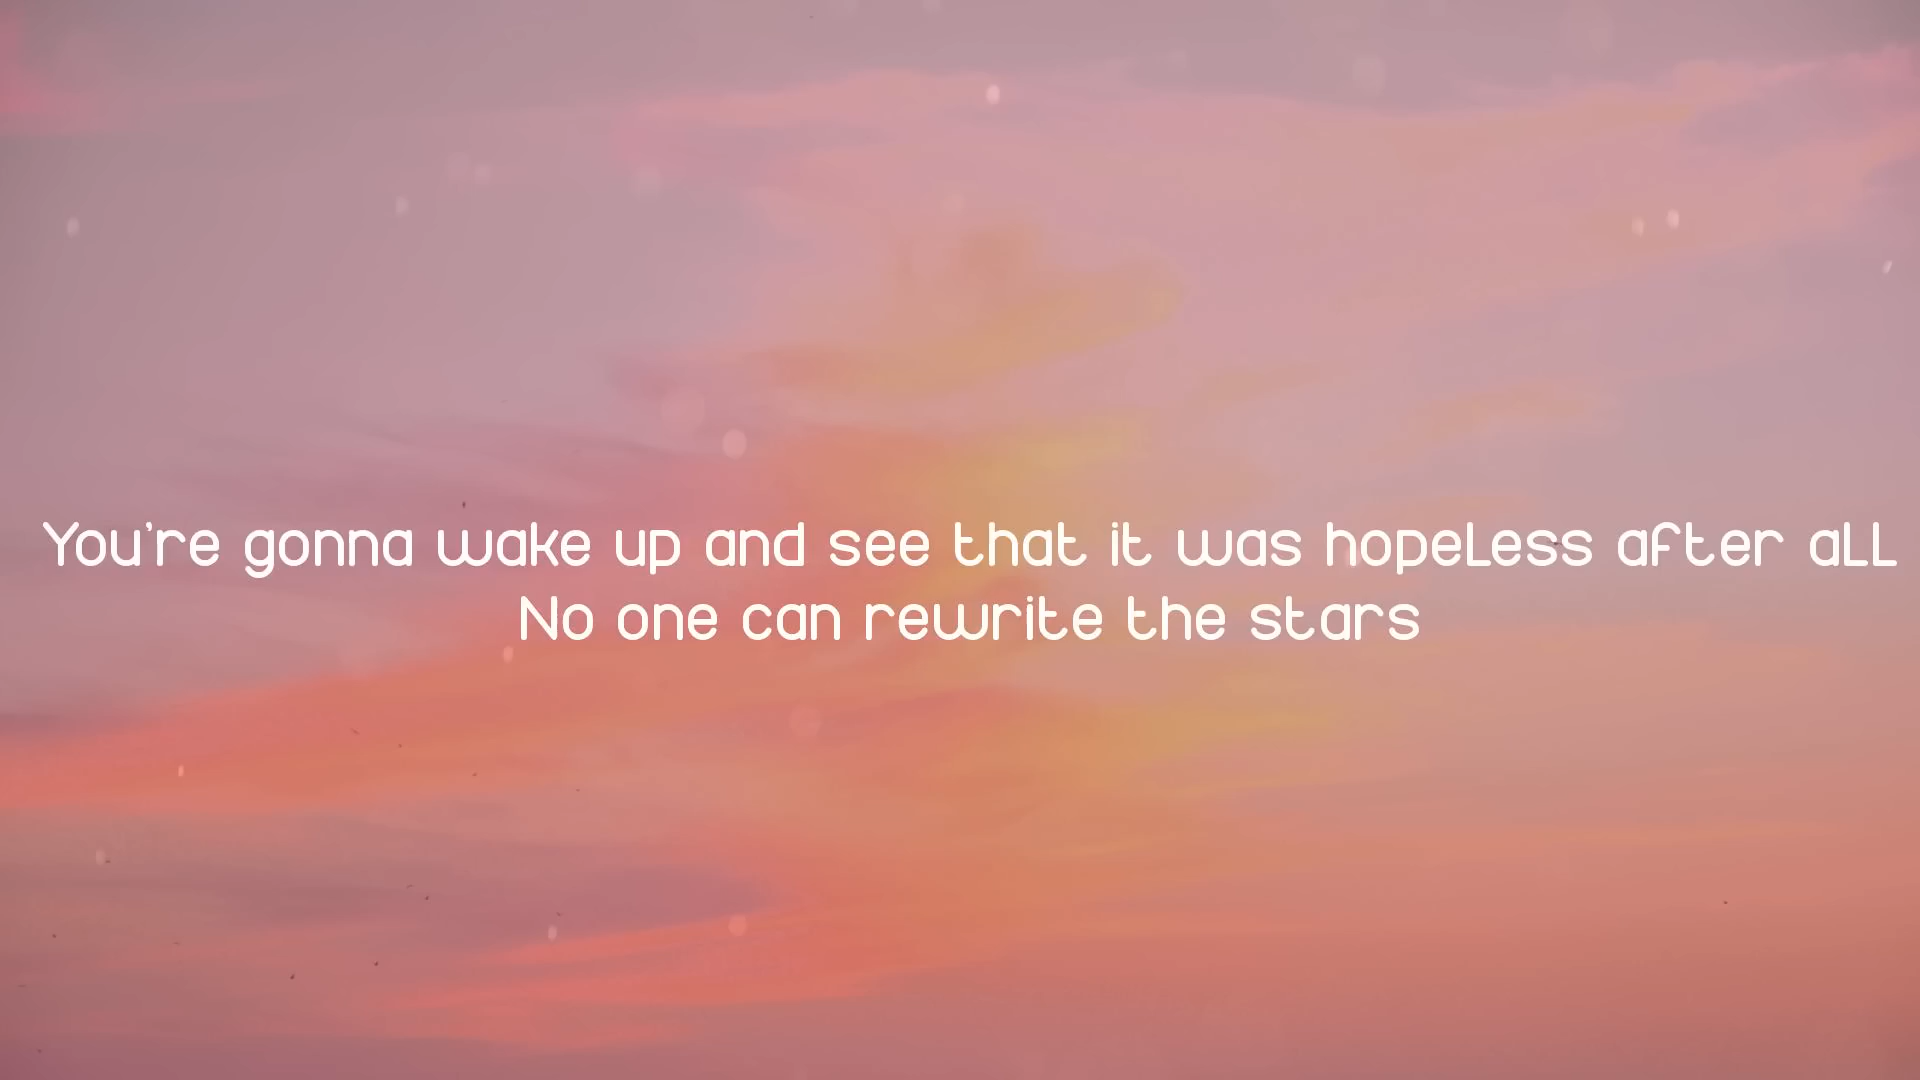 You're gonna wake up and see that it was hopeless after all
No one can rewrite the stars